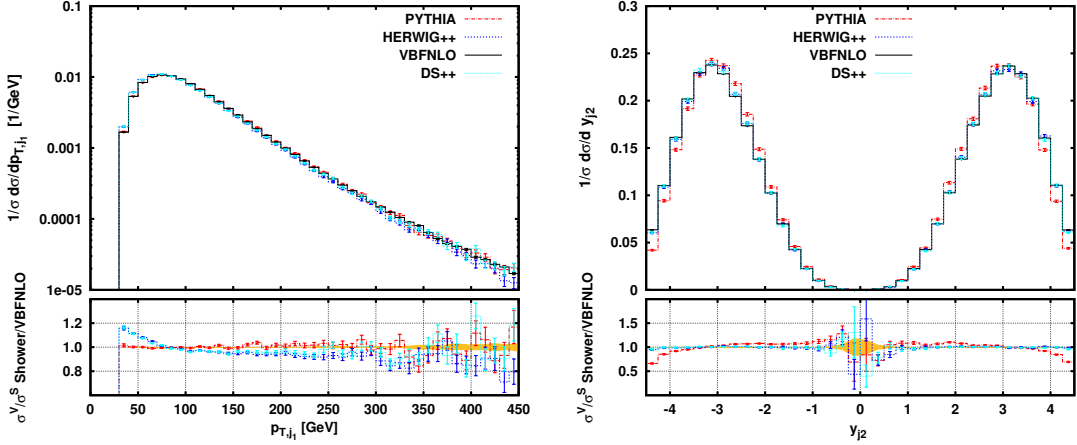 0.1
0.01
0.001
0.0001
1e-05
1/σ dσ/dp_{T,j_1} [1/GeV]
PYTHIA
HERWIG++
VBFNLO
DS++
1.2
1.0
0.8
σ^V/σ^S Shower/VBFNLO
0 50 100 150 200 250 300 350 400 450
p_{T,j_1} [GeV]
0.3
0.25
0.2
0.15
0.1
0.05
0
1/σ dσ/d y_{j2}
PYTHIA
HERWIG++
VBFNLO
DS++
1.5
1.0
0.5
σ^V/σ^S Shower/VBFNLO
-4 -3 -2 -1 0 1 2 3 4
y_{j2}